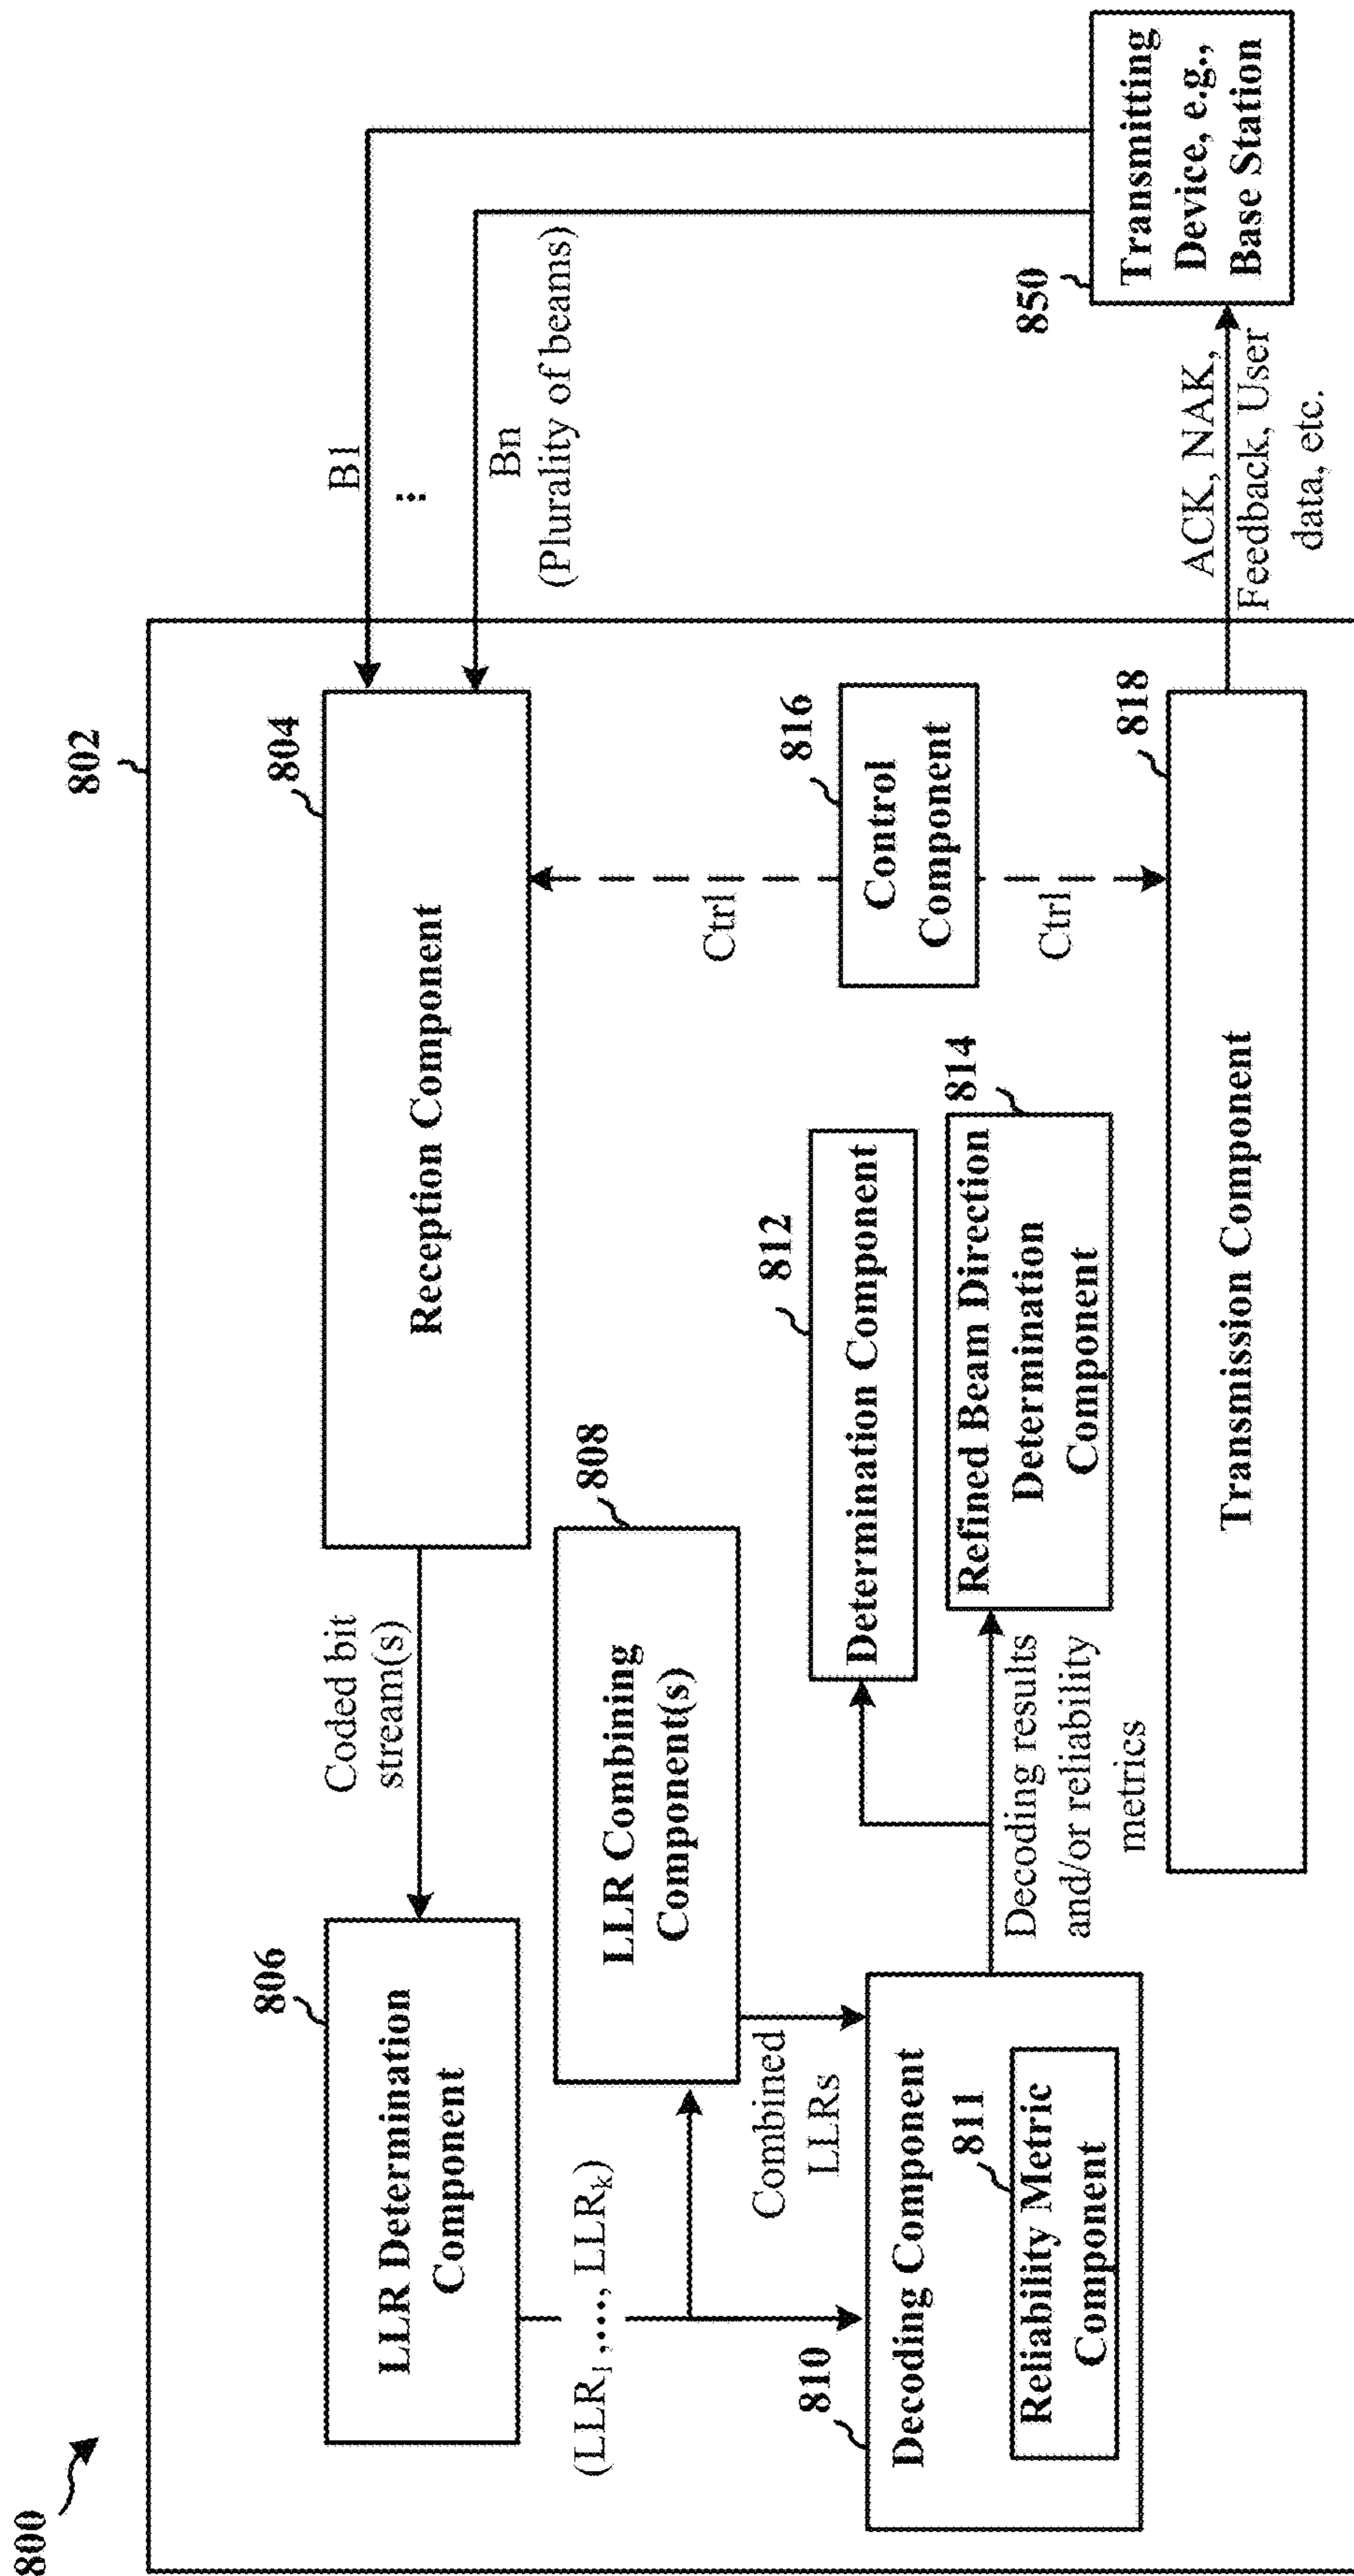 800
802
804
Reception Component
B1
⋮
Bn
(Plurality of beams)
Coded bit
stream(s)
806
LLR Determination
Component
(LLR₁,..., LLRₖ)
808
LLR Combining
Component(s)
Combined
LLRs
810
Decoding Component
811
Reliability Metric
Component
Decoding results
and/or reliability
metrics
812
Determination Component
814
Refined Beam Direction
Determination
Component
816
Control
Component
Ctrl
Ctrl
818
Transmission Component
ACK, NAK,
Feedback, User
data, etc.
850
Transmitting
Device, e.g.,
Base Station